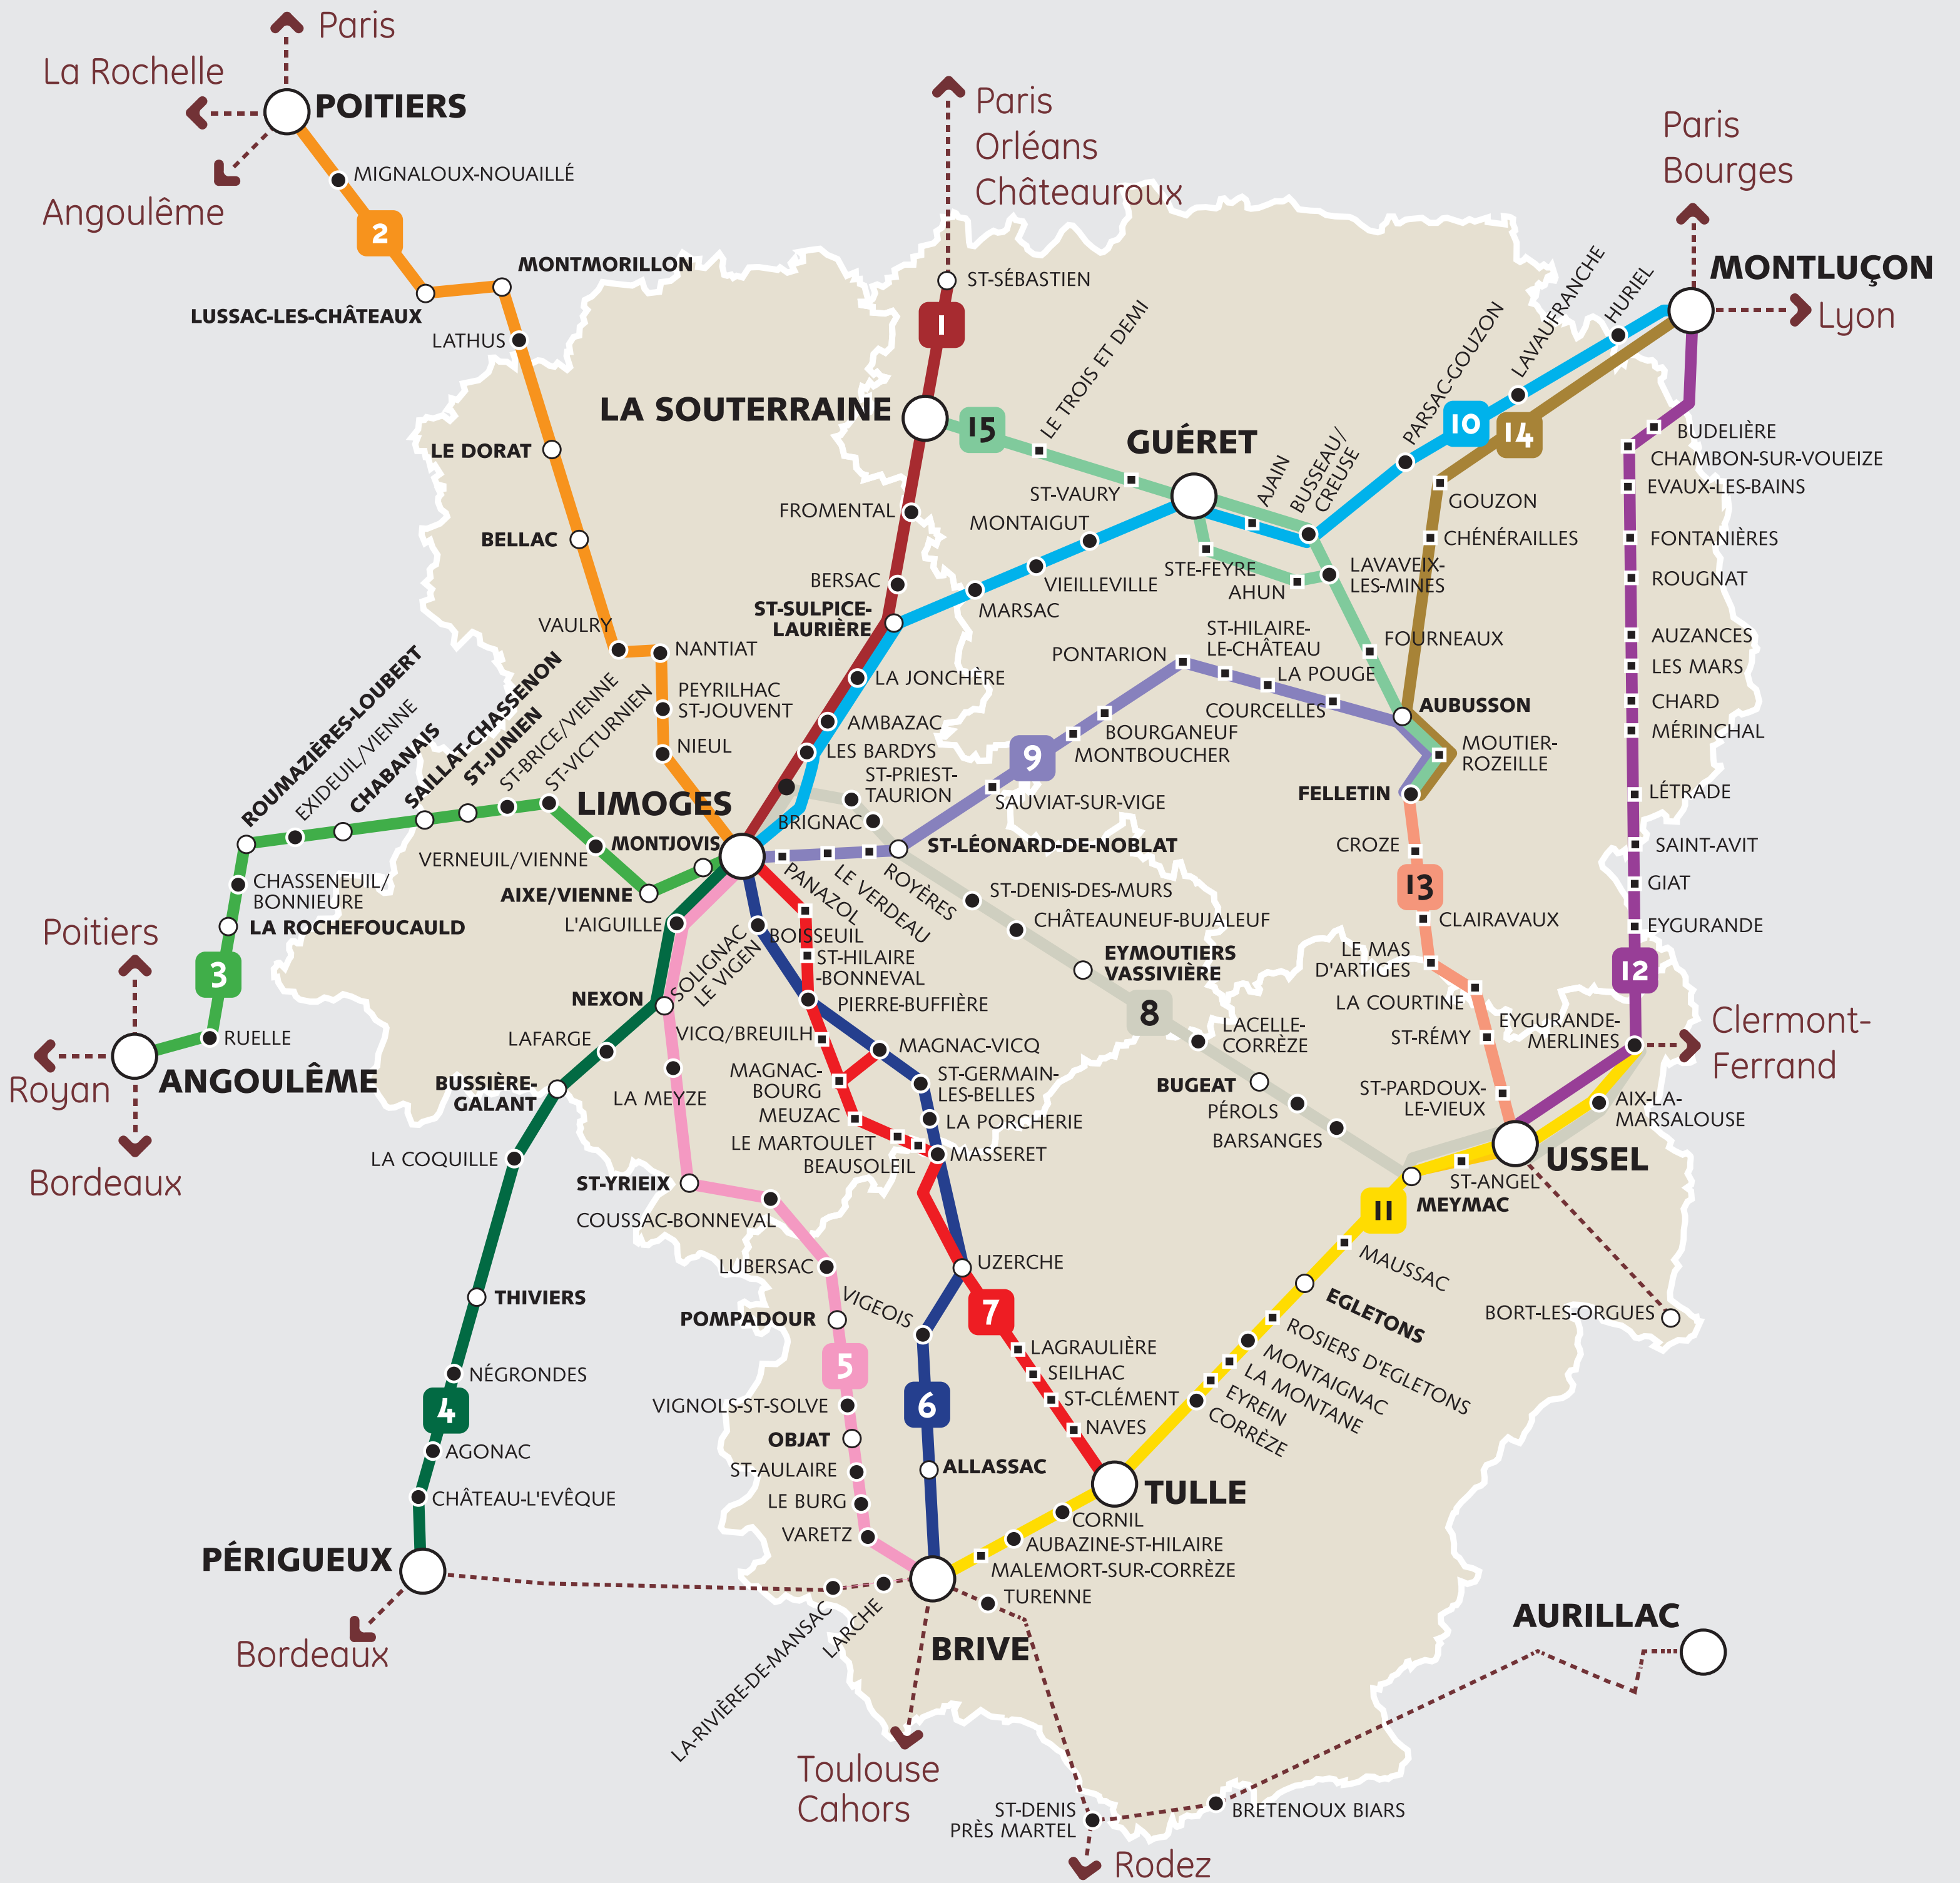 Paris
La Rochelle
POITIERS
Angoulême
MIGNALOUX-NOUAILLÉ
2
MONTMORILLON
LUSSAC-LES-CHÂTEAUX
LATHUS
LE DORAT
BELLAC
VAULRY
NANTIAT
PEYRILHAC
ST-JOUVENT
NIEUL
Paris
Orléans
Châteauroux
ST-SÉBASTIEN
1
LA SOUTERRAINE
15
LE TROIS ET DEMI
ST-VAURY
GUÉRET
AJAIN
BUSSEAU/
CREUSE
PARSAC-GOUZON
10
LAVAUFRANCHE
HURIEL
Paris
Bourges
MONTLUÇON
Lyon
14
GOUZON
CHÉNÉRAILLES
FROMENTAL
BERSAC
ST-SULPICE-
LAURIÈRE
MONTAIGUT
VIEILLEVILLE
MARSAC
STE-FEYRE
AHUN
LAVAVEIX-
LES-MINES
FOURNEAUX
AUBUSSON
MOUTIER-
ROZEILLE
FELLETIN
LA JONCHÈRE
AMBAZAC
LES BARDYS
ST-PRIEST-
TAURION
BRIGNAC
PONTARION
ST-HILAIRE-
LE-CHÂTEAU
LA POUGE
COURCELLES
BOURGANEUF
MONTBOUCHER
9
SAUVIAT-SUR-VIGE
ST-LÉONARD-DE-NOBLAT
BUDELIÈRE
CHAMBON-SUR-VOUEIZE
EVAUX-LES-BAINS
FONTANIÈRES
ROUGNAT
AUZANCES
LES MARS
CHARD
MÉRINCHAL
LÉTRADE
SAINT-AVIT
GIAT
EYGURANDE
12
EYGURANDE-
MERLINES
Clermont-
Ferrand
ROUMAZIÈRES-LOUBERT
EXIDEUIL/VIENNE
CHABANAIS
SAILLAT-CHASSENON
ST-JUNIEN
ST-BRICE/VIENNE
ST-VICTURNIEN
LIMOGES
MONTJOVIS
VERNEUIL/VIENNE
AIXE/VIENNE
CHASSENEUIL/
BONNIEURE
LA ROCHEFOUCAULD
3
RUELLE
Poitiers
Royan
ANGOULÊME
Bordeaux
PANAZOL
LE VERDEAU
ROYÈRES
ST-DENIS-DES-MURS
CHÂTEAUNEUF-BUJALEUF
EYMOUTIERS
VASSIVIÈRE
8
LACELLE-
CORRÈZE
BUGEAT
PÉROLS
BARSANGES
CROZE
13
CLAIRAVAUX
LE MAS
D'ARTIGES
LA COURTINE
ST-RÉMY
ST-PARDOUX-
LE-VIEUX
AIX-LA-
MARSALOUSE
USSEL
ST-ANGEL
MEYMAC
11
MAUSSAC
EGLETONS
ROSIERS D'EGLETONS
MONTAIGNAC
LA MONTANE
EYREIN
CORRÈZE
BORT-LES-ORGUES
L'AIGUILLE
SOLIGNAC
LE VIGEN
BOISSEUIL
ST-HILAIRE
-BONNEVAL
PIERRE-BUFFIÈRE
NEXON
LAFARGE
BUSSIÈRE-
GALANT
LA COQUILLE
THIVIERS
NÉGRONDES
4
AGONAC
CHÂTEAU-L'EVÊQUE
PÉRIGUEUX
Bordeaux
LA MEYZE
ST-YRIEIX
COUSSAC-BONNEVAL
LUBERSAC
POMPADOUR
5
VIGNOLS-ST-SOLVE
OBJAT
ST-AULAIRE
LE BURG
VARETZ
VICQ/BREUILH
MAGNAC-VICQ
MAGNAC-
BOURG
ST-GERMAIN-
LES-BELLES
MEUZAC
LA PORCHERIE
LE MARTOULET
BEAUSOLEIL
MASSERET
UZERCHE
VIGEOIS
7
LAGRAULIÈRE
SEILHAC
ST-CLÉMENT
NAVES
6
ALLASSAC
TULLE
CORNIL
AUBAZINE-ST-HILAIRE
MALEMORT-SUR-CORRÈZE
TURENNE
BRIVE
LA-RIVIÈRE-DE-MANSAC
LARCHE
Toulouse
Cahors
ST-DENIS
PRÈS MARTEL
BRETENOUX BIARS
Rodez
AURILLAC